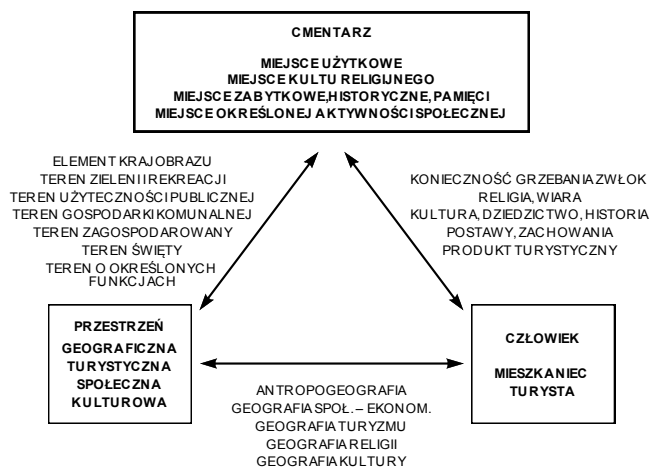 CMENTARZ
MIEJSCE UŻYTKOWE
MIEJSCE KULTU RELIGIJNEGO
MIEJSCE ZABYTKOWE, HISTORYCZNE, PAMIĘCI
MIEJSCE OKREŚLONEJ AKTYWNOŚCI SPOŁECZNEJ
ELEMENT KRAJOBRAZU
TEREN ZIELENI I REKREACJI
TEREN UŻYTECZNOŚCI PUBLICZNEJ
TEREN GOSPODARKI KOMUNALNEJ
TEREN ZAGOSPODAROWANY
TEREN ŚWIĘTY
TEREN O OKREŚLONYCH
FUNKCJACH
KONIECZNOŚĆ GRZEBANIA ZWŁOK
RELIGIA, WIARA
KULTURA, DZIEDZICTWO, HISTORIA
POSTAWY, ZACHOWANIA
PRODUKT TURYSTYCZNY
PRZESTRZEŃ
GEOGRAFICZNA
TURYSTYCZNA
SPOŁECZNA
KULTUROWA
CZŁOWIEK
MIESZKANIEC
TURYSTA
ANTROPOGEOGRAFIA
GEOGRAFIA SPOŁ. – EKONOM.
GEOGRAFIA TURYZMU
GEOGRAFIA RELIGII
GEOGRAFIA KULTURY